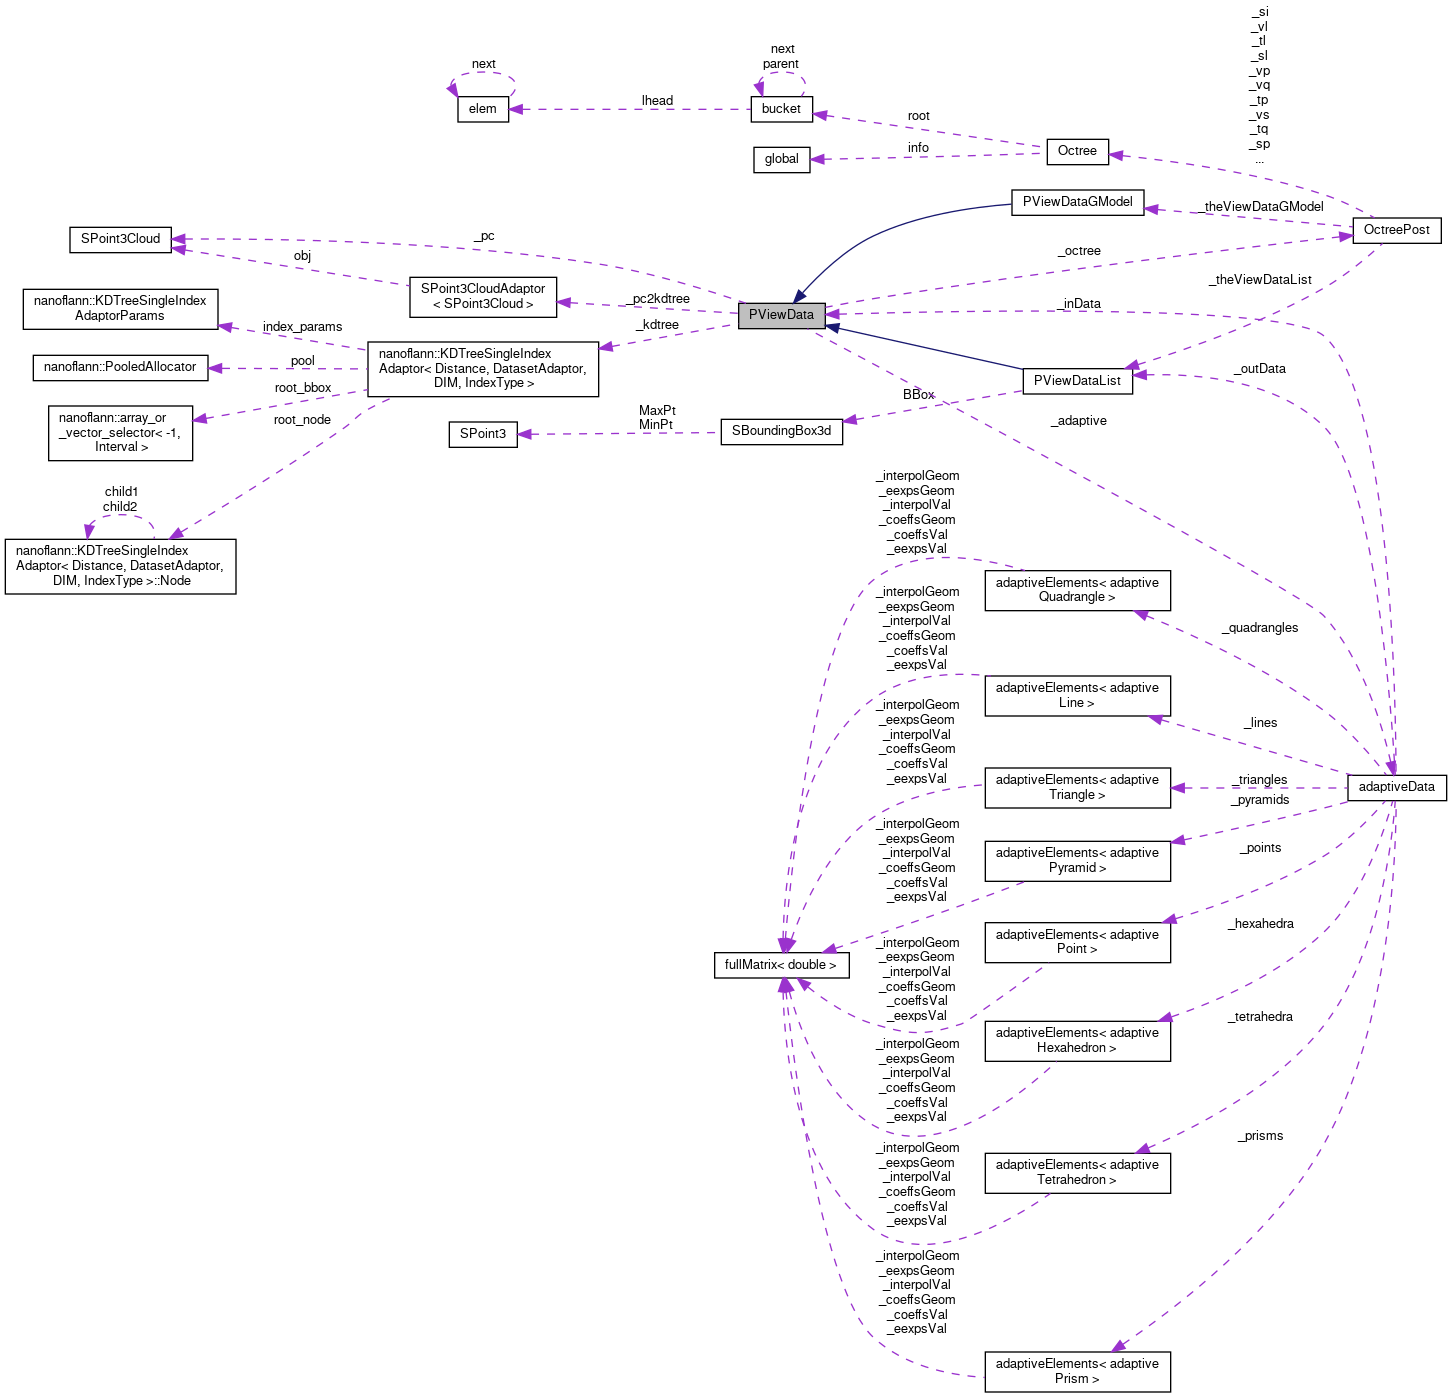 _si
_vl
_tl
_sl
_vp
_vq
_tp
_vs
_tq
_sp
...
next
next
parent
elem
lhead
bucket
root
info
global
Octree
PViewDataGModel
_theViewDataGModel
OctreePost
SPoint3Cloud
_pc
obj
_octree
_theViewDataList
SPoint3CloudAdaptor
< SPoint3Cloud >
_pc2kdtree
PViewData
_inData
nanoflann::KDTreeSingleIndex
AdaptorParams
index_params
_kdtree
pool
nanoflann::PooledAllocator
nanoflann::KDTreeSingleIndex
Adaptor< Distance, DatasetAdaptor,
DIM, IndexType >
PViewDataList
_outData
root_bbox
BBox
nanoflann::array_or
_vector_selector< -1,
Interval >
root_node
MaxPt
MinPt
SPoint3
SBoundingBox3d
_adaptive
child1
child2
nanoflann::KDTreeSingleIndex
Adaptor< Distance, DatasetAdaptor,
DIM, IndexType >::Node
_interpolGeom
_eexpsGeom
_interpolVal
_coeffsGeom
_coeffsVal
_eexpsVal
adaptiveElements< adaptive
Quadrangle >
_quadrangles
_interpolGeom
_eexpsGeom
_interpolVal
_coeffsGeom
_coeffsVal
_eexpsVal
adaptiveElements< adaptive
Line >
_lines
_interpolGeom
_eexpsGeom
_interpolVal
_coeffsGeom
_coeffsVal
_eexpsVal
adaptiveElements< adaptive
Triangle >
_triangles
adaptiveData
_pyramids
_interpolGeom
_eexpsGeom
_interpolVal
_coeffsGeom
_coeffsVal
_eexpsVal
adaptiveElements< adaptive
Pyramid >
_points
adaptiveElements< adaptive
Point >
_hexahedra
fullMatrix< double >
_interpolGeom
_eexpsGeom
_interpolVal
_coeffsGeom
_coeffsVal
_eexpsVal
adaptiveElements< adaptive
Hexahedron >
_tetrahedra
_interpolGeom
_eexpsGeom
_interpolVal
_coeffsGeom
_coeffsVal
_eexpsVal
_prisms
adaptiveElements< adaptive
Tetrahedron >
_interpolGeom
_eexpsGeom
_interpolVal
_coeffsGeom
_coeffsVal
_eexpsVal
_interpolGeom
_eexpsGeom
_interpolVal
_coeffsGeom
_coeffsVal
_eexpsVal
adaptiveElements< adaptive
Prism >